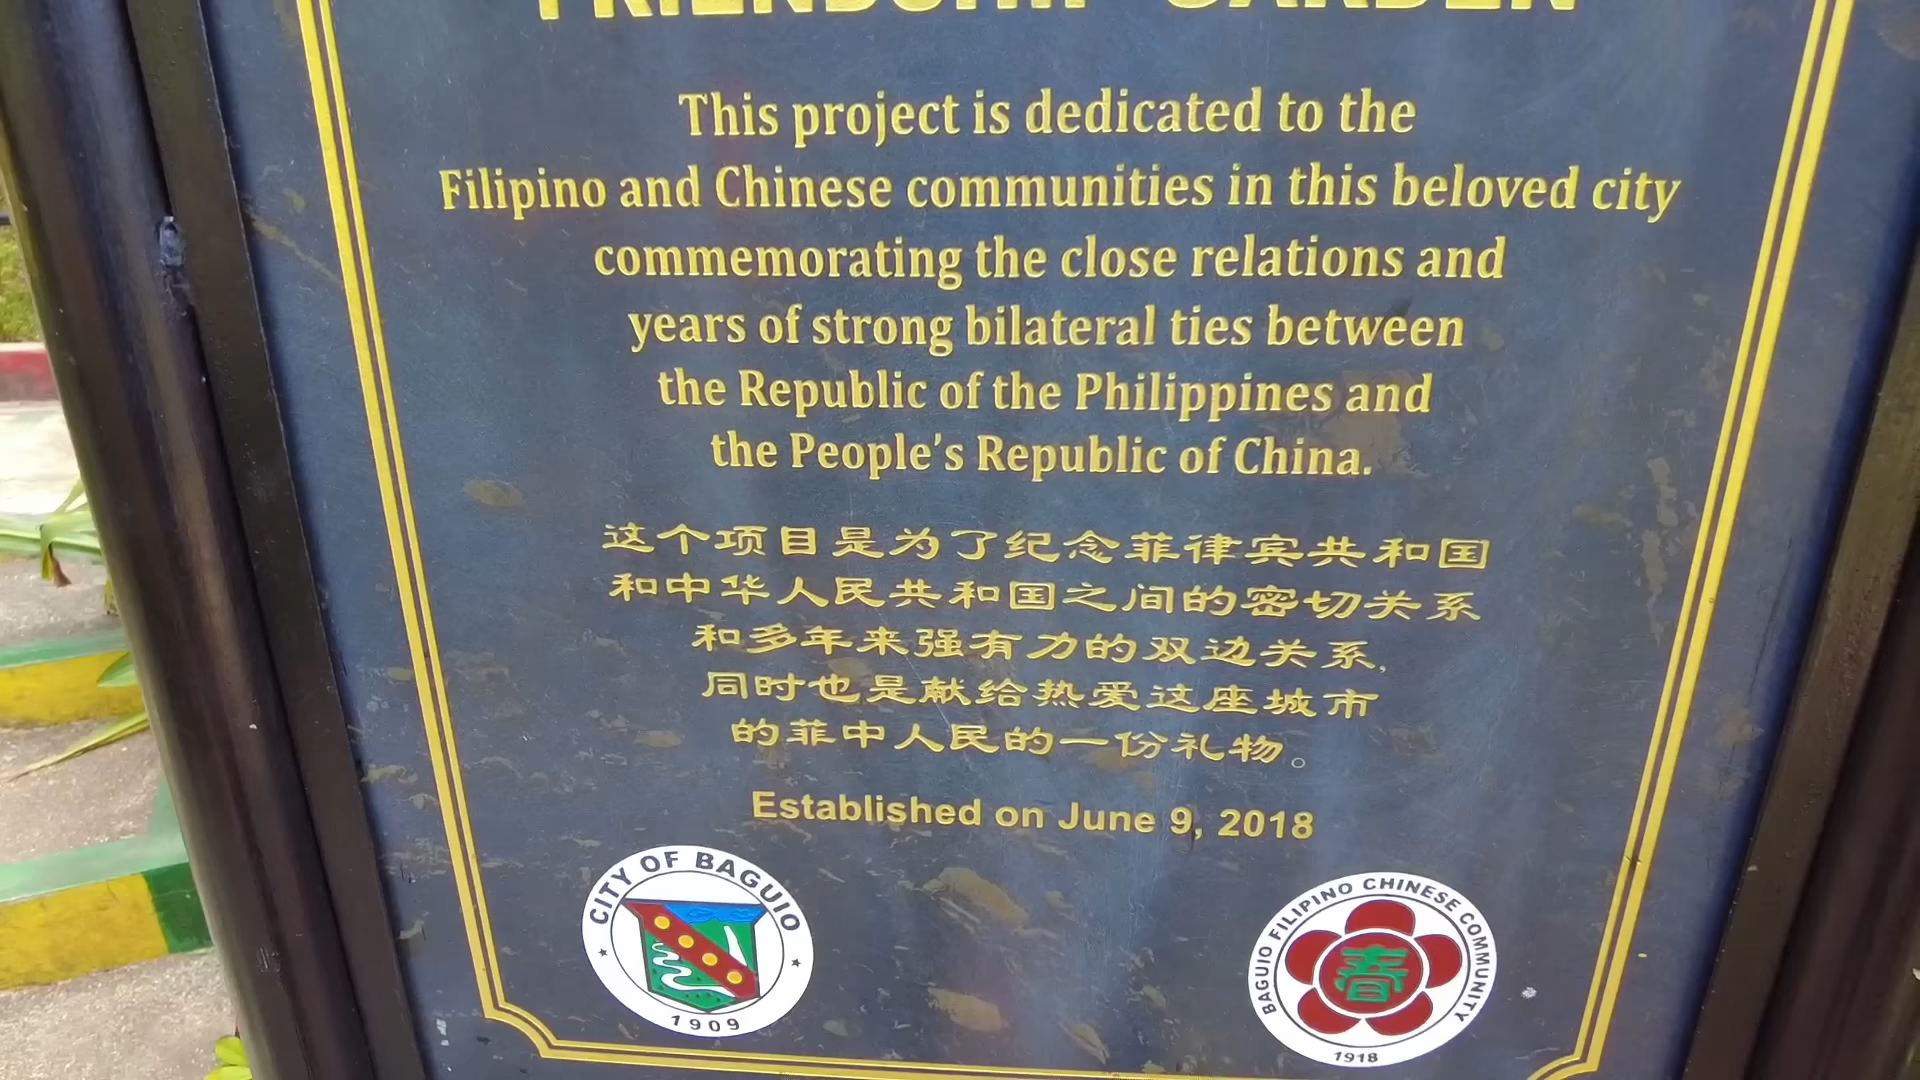 FRIENDSHIP GARDEN
This project is dedicated to the
Filipino and Chinese communities in this beloved city
commemorating the close relations and
years of strong bilateral ties between
the Republic of the Philippines and
the People's Republic of China.
这个项目是为了纪念菲律宾共和国
和中华人民共和国之间的密切关系
和多年来强有力的双边关系,
同时也是献给热爱这座城市
的菲中人民的一份礼物。
Established on June 9, 2018
CITY OF BAGUIO
1909
BAGUIO FILIPINO CHINESE COMMUNITY
春
1918